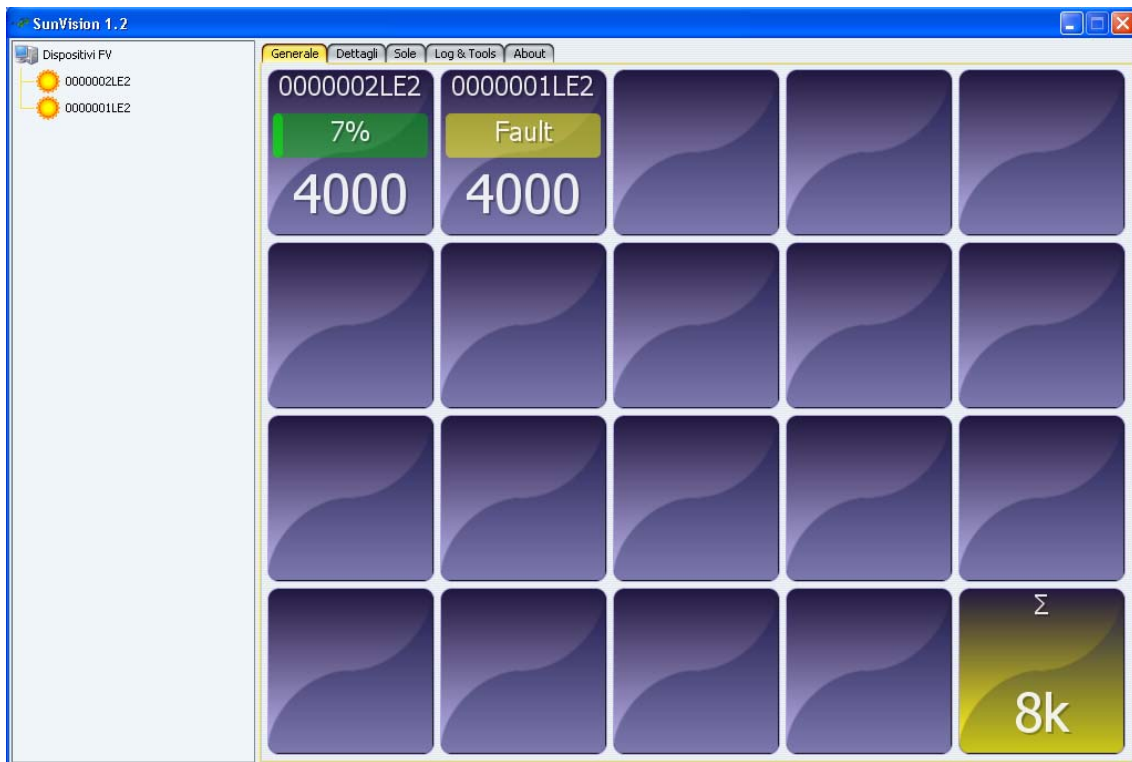 SunVision 1.2
Dispositivi FV
0000002LE2
0000001LE2
Generale Dettagli Sole Log & Tools About
0000002LE2 0000001LE2
7% Fault
4000 4000
Σ
8k